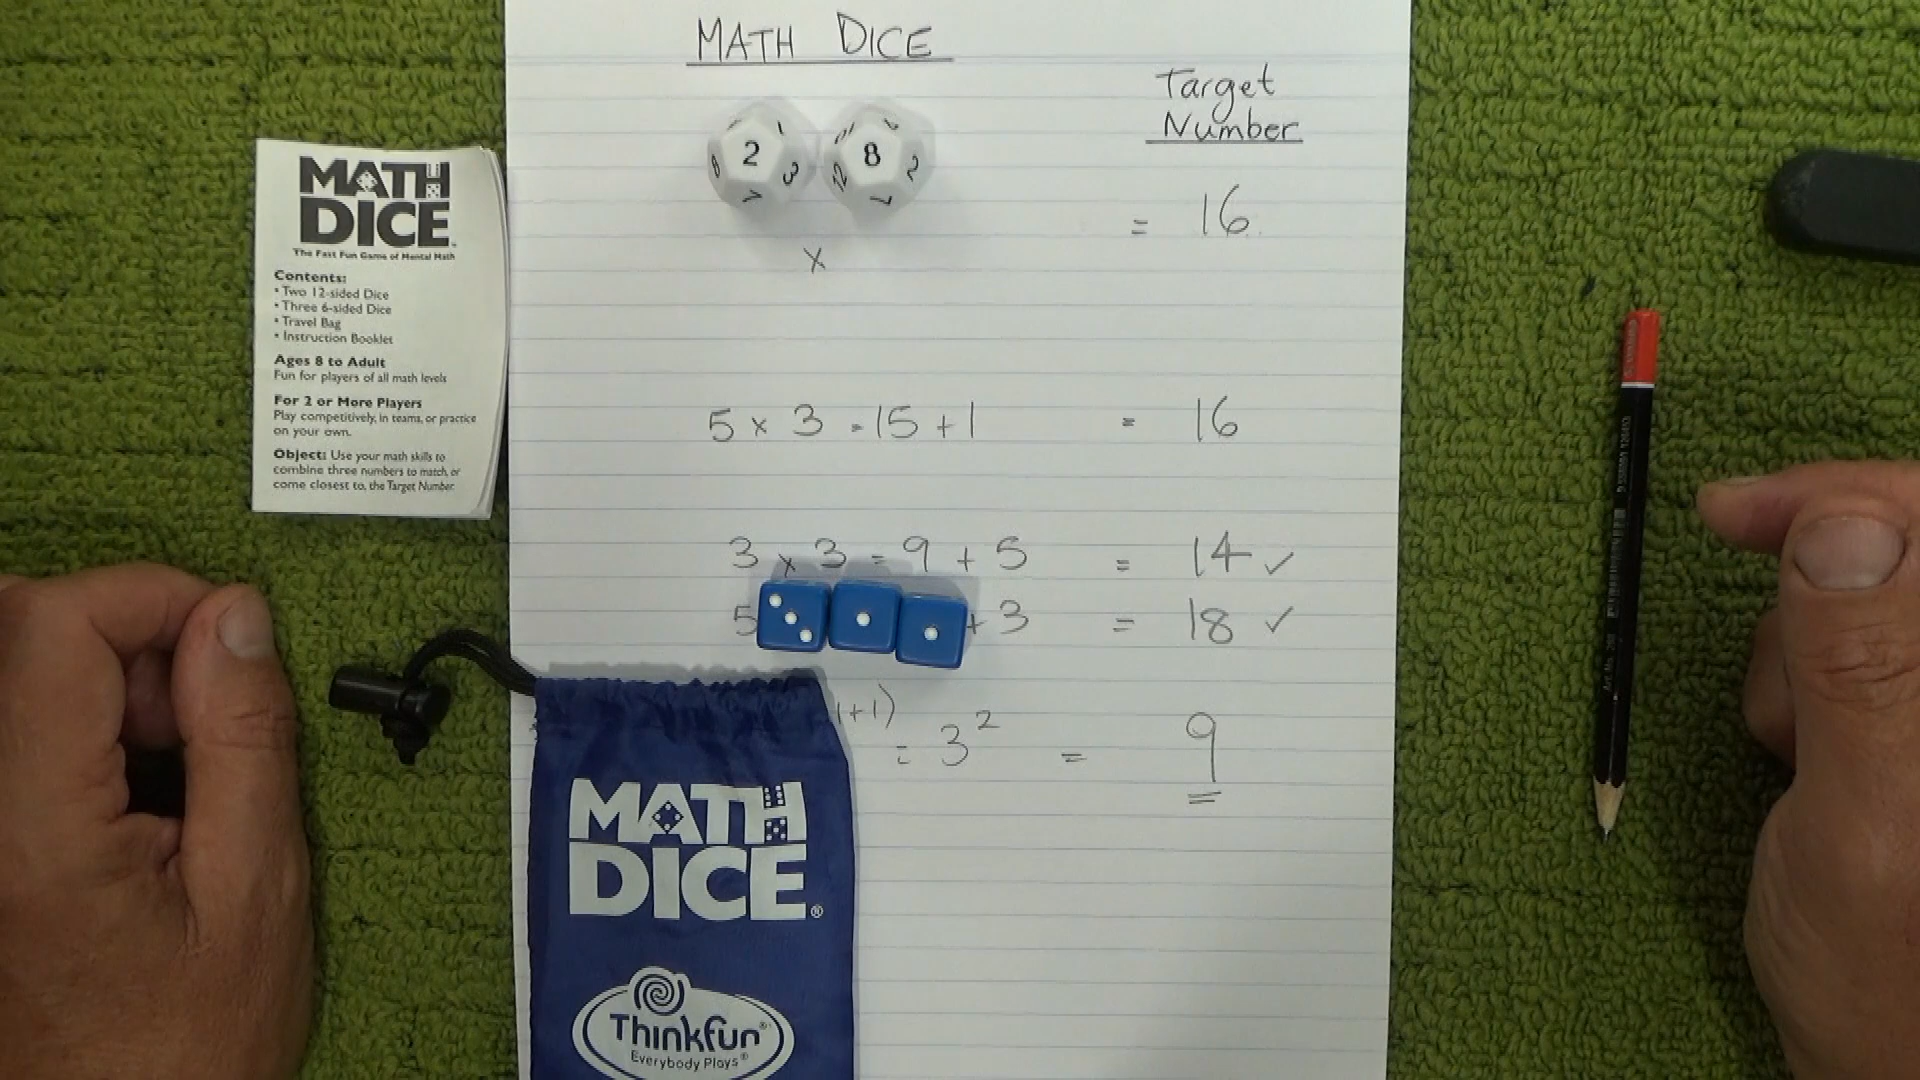 MATH DICE
Target
Number
2 8
= 16
x
MATH
DICE™
The Fast Fun Game of Mental Math
Contents:
• Two 12-sided Dice
• Three 6-sided Dice
• Travel Bag
• Instruction Booklet
Ages 8 to Adult
Fun for players of all math levels
For 2 or More Players
Play competitively, in teams, or practice
on your own.
Object: Use your math skills to
combine three numbers to match, or
come closest to, the Target Number.
5 x 3 = 15 + 1 = 16
3 x 3 = 9 + 5 = 14 ✓
5 + 3 = 18 ✓
1+1)
= 3² = 9
MATH
DICE®
Thinkfun®
Everybody Plays®